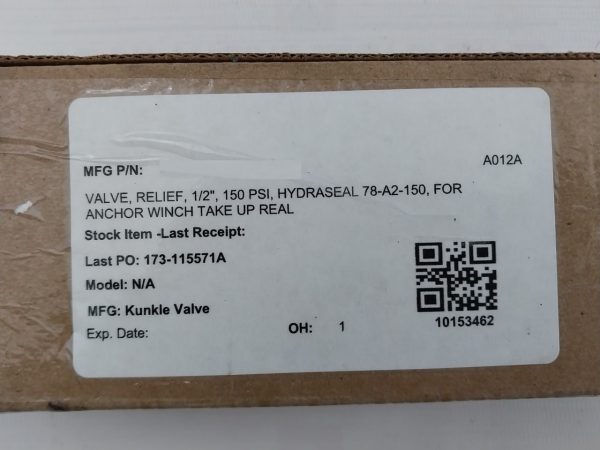 MFG P/N:
A012A
VALVE, RELIEF, 1/2", 150 PSI, HYDRASEAL 78-A2-150, FOR
ANCHOR WINCH TAKE UP REAL
Stock Item -Last Receipt:
Last PO: 173-115571A
Model: N/A
MFG: Kunkle Valve
Exp. Date:
OH: 1
10153462